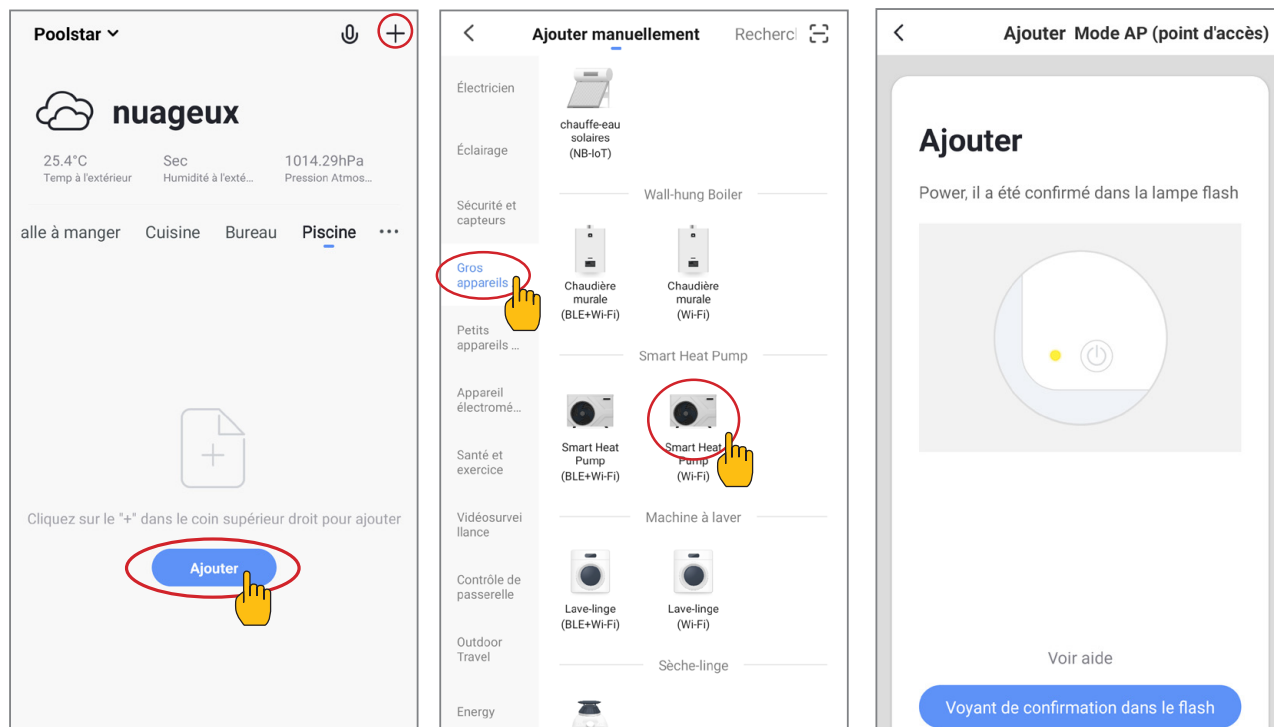 Poolstar
nuageux
25.4°C Sec 1014.29hPa
Temp à l'extérieur Humidité à l'exté... Pression Atmos...
alle à manger Cuisine Bureau Piscine
Cliquez sur le "+" dans le coin supérieur droit pour ajouter
Ajouter
Ajouter manuellement Recherc
Électricien
Éclairage
Sécurité et
capteurs
Gros
appareils
Petits
appareils ...
Appareil
électromé...
Santé et
exercice
Vidéosurvei
llance
Contrôle de
passerelle
Outdoor
Travel
Energy
chauffe-eau
solaires
(NB-IoT)
Wall-hung Boiler
Chaudière
murale
(BLE+Wi-Fi)
Chaudière
murale
(Wi-Fi)
Smart Heat Pump
Smart Heat
Pump
(BLE+Wi-Fi)
Smart Heat
Pump
(Wi-Fi)
Machine à laver
Lave-linge
(BLE+Wi-Fi)
Lave-linge
(Wi-Fi)
Sèche-linge
Ajouter Mode AP (point d'accès)
Ajouter
Power, il a été confirmé dans la lampe flash
Voir aide
Voyant de confirmation dans le flash